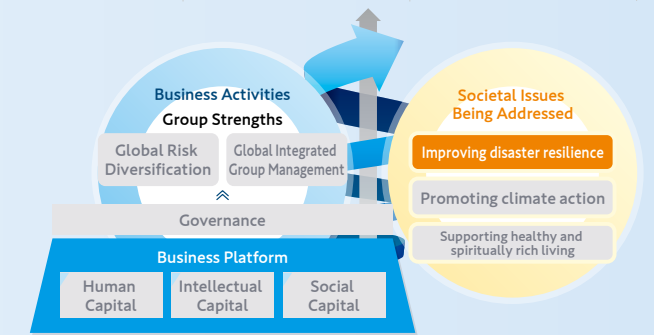 Business Activities
Group Strengths
Global Risk
Diversification
Global Integrated
Group Management
Governance
Business Platform
Human
Capital
Intellectual
Capital
Social
Capital
Societal Issues
Being Addressed
Improving disaster resilience
Promoting climate action
Supporting healthy and
spiritually rich living